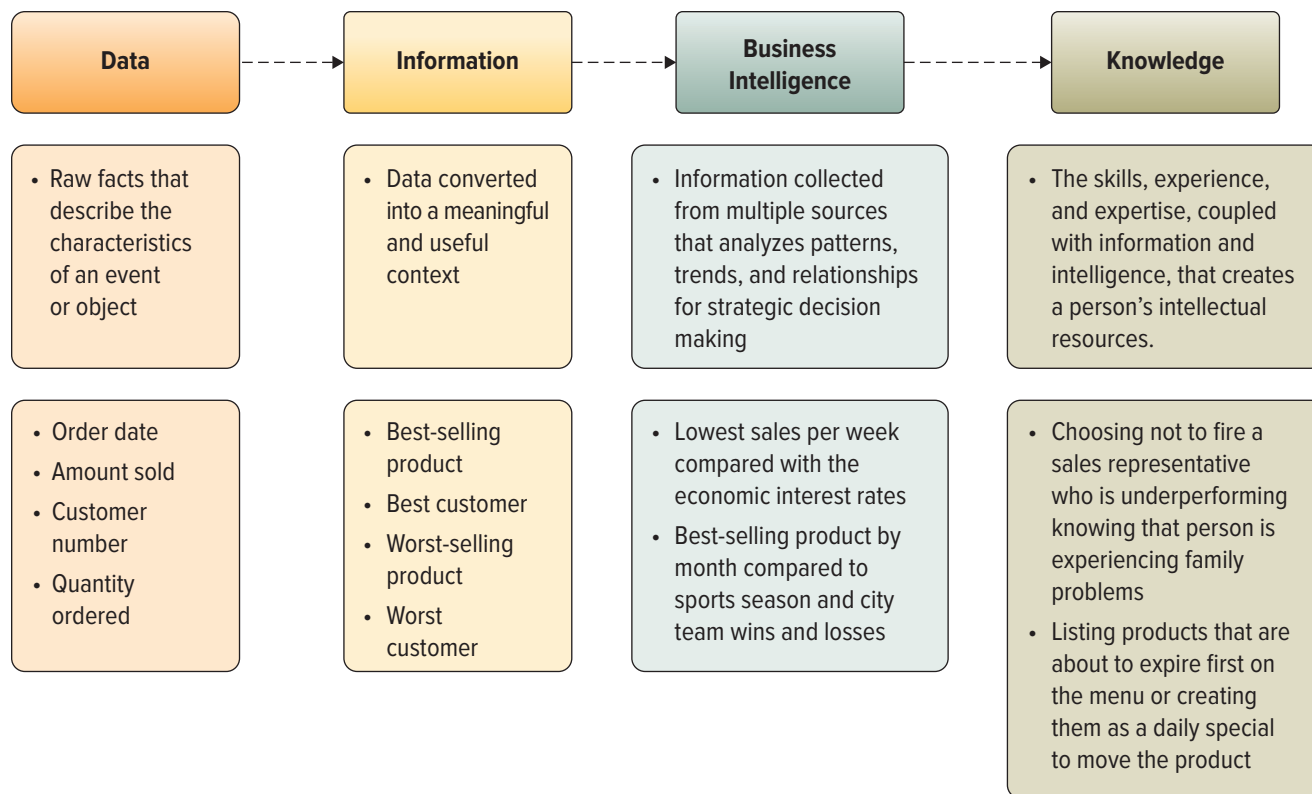 Data
Information
Business
Intelligence
Knowledge
• Raw facts that
describe the
characteristics
of an event
or object
• Data converted
into a meaningful
and useful
context
• Information collected
from multiple sources
that analyzes patterns,
trends, and relationships
for strategic decision
making
• The skills, experience,
and expertise, coupled
with information and
intelligence, that creates
a person’s intellectual
resources.
• Order date
• Amount sold
• Customer
number
• Quantity
ordered
• Best-selling
product
• Best customer
• Worst-selling
product
• Worst
customer
• Lowest sales per week
compared with the
economic interest rates
• Best-selling product by
month compared to
sports season and city
team wins and losses
• Choosing not to fire a
sales representative
who is underperforming
knowing that person is
experiencing family
problems
• Listing products that are
about to expire first on
the menu or creating
them as a daily special
to move the product